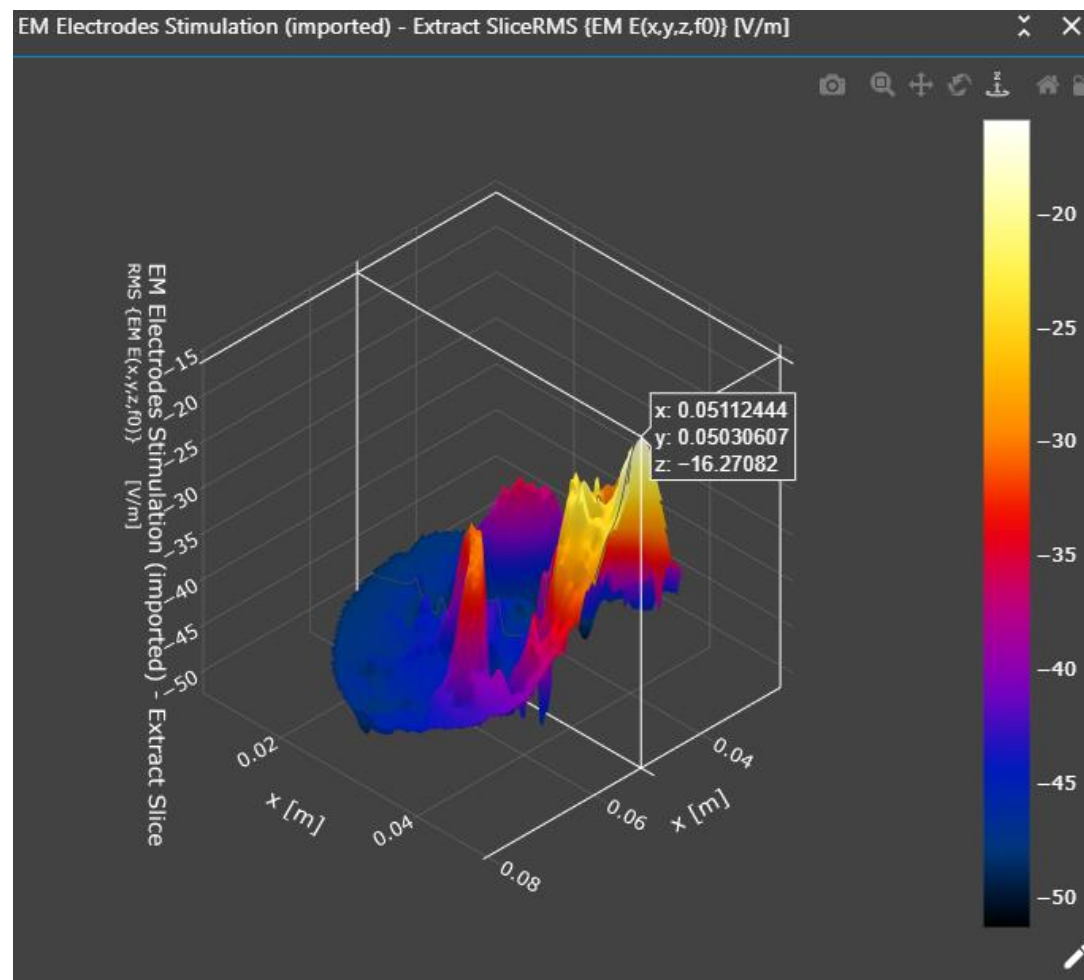 EM Electrodes Stimulation (imported) - Extract SliceRMS {EM E(x,y,z,f0)} [V/m]
z
EM Electrodes Stimulation (imported) - Extract Slice
RMS {EM E(x,y,z,f0)} [V/m]
−15
−20
−25
−30
−35
−40
−45
−50
x: 0.05112444
y: 0.05030607
z: −16.27082
0.02
0.04
x [m]
0.04
0.06
0.08
x [m]
−20
−25
−30
−35
−40
−45
−50